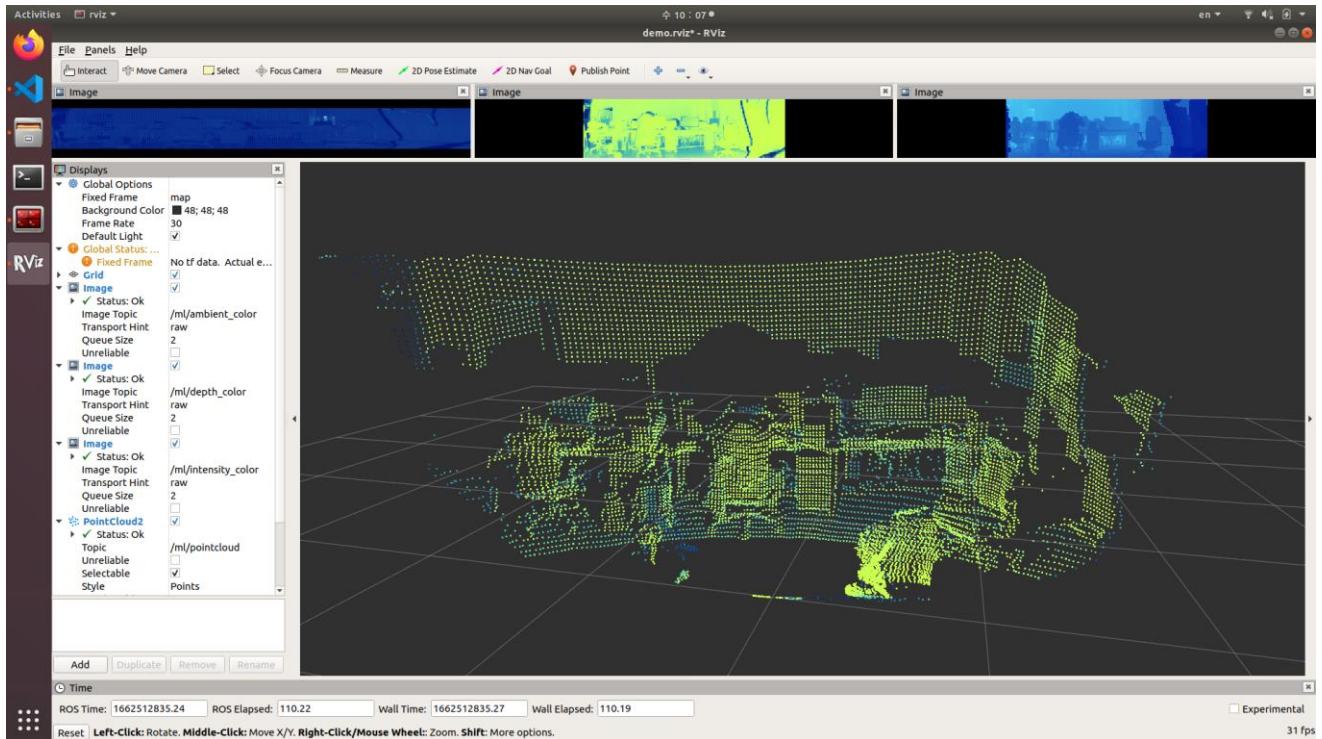 Activities rviz 수 10 : 07 en
demo.rviz* - RViz
File Panels Help
Interact Move Camera Select Focus Camera Measure 2D Pose Estimate 2D Nav Goal Publish Point
Image Image Image
Displays
Global Options
Fixed Frame map
Background Color 48; 48; 48
Frame Rate 30
Default Light
Global Status: ...
Fixed Frame No tf data. Actual e...
Grid
Image
Status: Ok
Image Topic /ml/ambient_color
Transport Hint raw
Queue Size 2
Unreliable
Image
Status: Ok
Image Topic /ml/depth_color
Transport Hint raw
Queue Size 2
Unreliable
Image
Status: Ok
Image Topic /ml/intensity_color
Transport Hint raw
Queue Size 2
Unreliable
PointCloud2
Status: Ok
Topic /ml/pointcloud
Unreliable
Selectable
Style Points
RViz
Add Duplicate Remove Rename
Time
ROS Time: 1662512835.24 ROS Elapsed: 110.22 Wall Time: 1662512835.27 Wall Elapsed: 110.19 Experimental
Reset Left-Click: Rotate. Middle-Click: Move X/Y. Right-Click/Mouse Wheel:: Zoom. Shift: More options. 31 fps